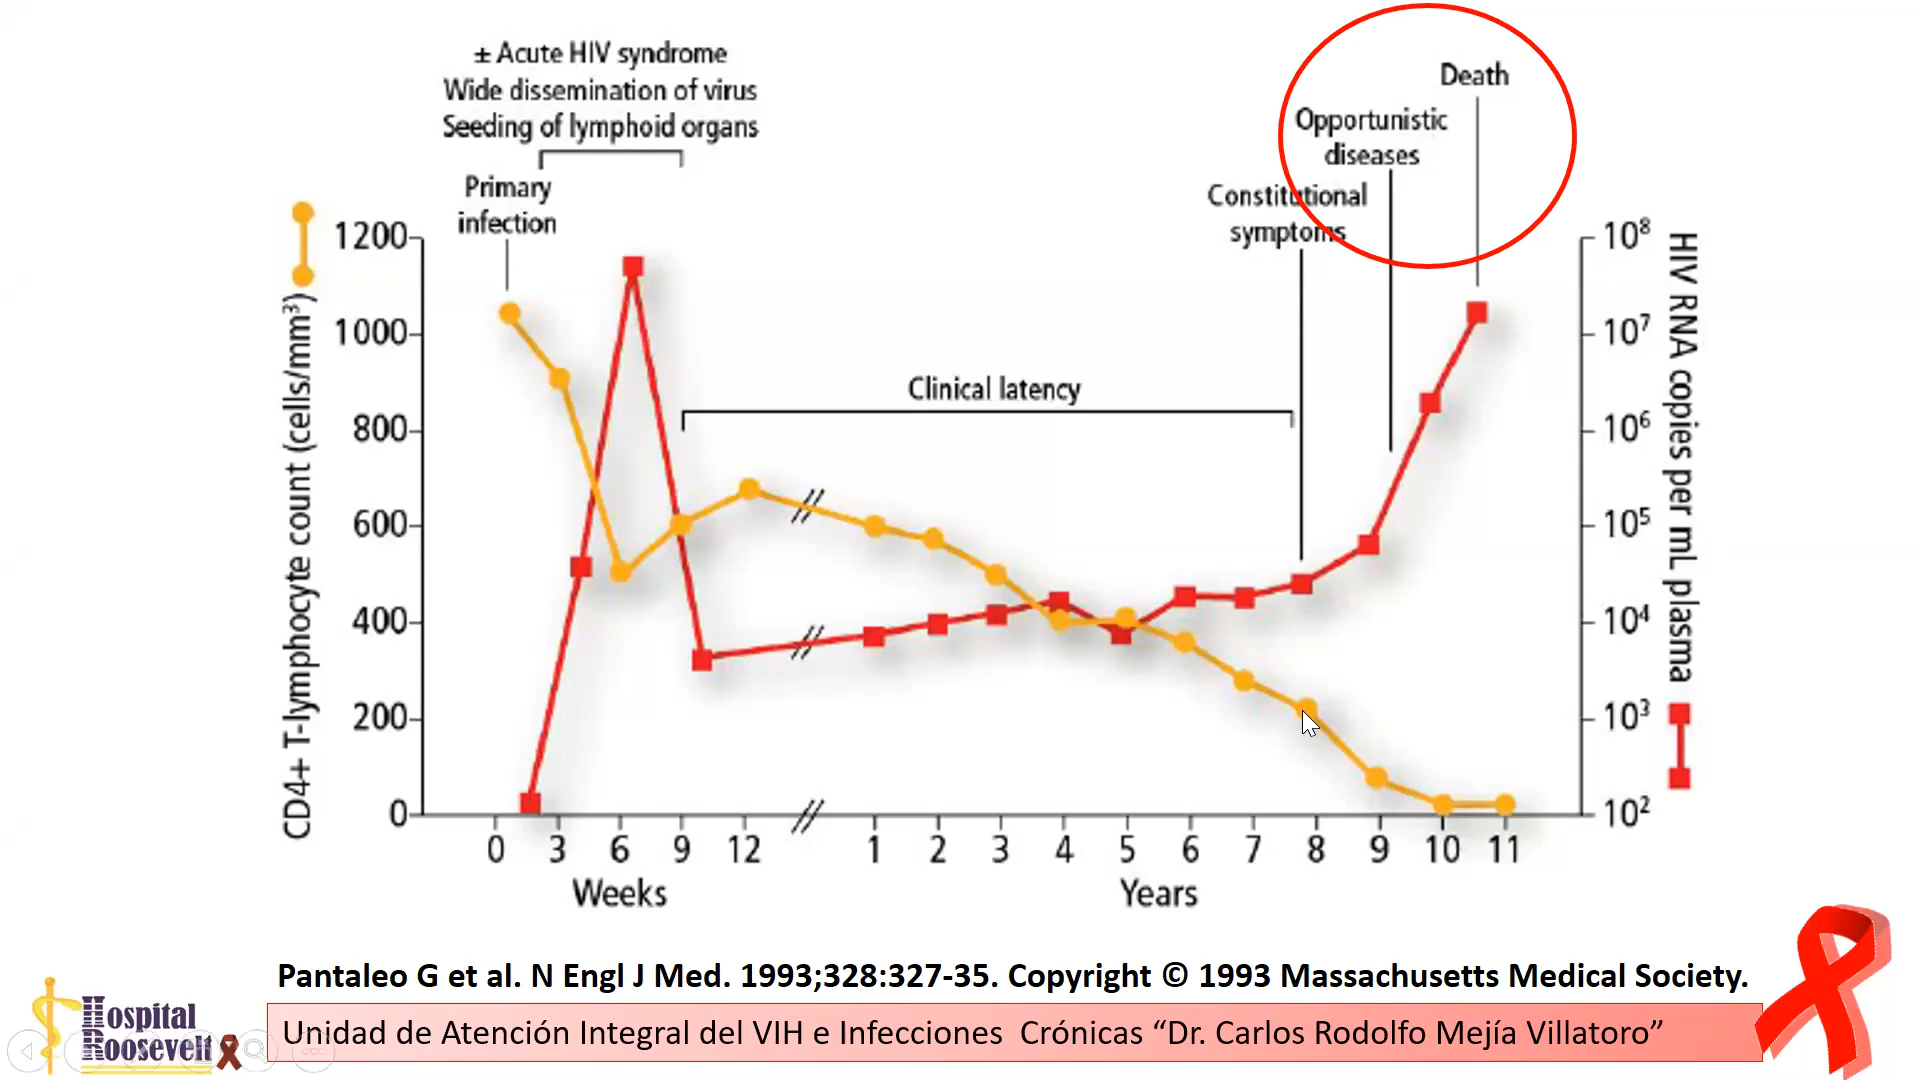 ± Acute HIV syndrome
Wide dissemination of virus
Seeding of lymphoid organs
Primary
infection
Death
Opportunistic
diseases
Constitutional
symptoms
Clinical latency
CD4+ T-lymphocyte count (cells/mm³)
1200
1000
800
600
400
200
0
10⁸
10⁷
10⁶
10⁵
10⁴
10³
10²
HIV RNA copies per mL plasma
0 3 6 9 12 1 2 3 4 5 6 7 8 9 10 11
Weeks Years
Pantaleo G et al. N Engl J Med. 1993;328:327-35. Copyright © 1993 Massachusetts Medical Society.
Hospital
Roosevelt
Unidad de Atención Integral del VIH e Infecciones Crónicas “Dr. Carlos Rodolfo Mejía Villatoro”